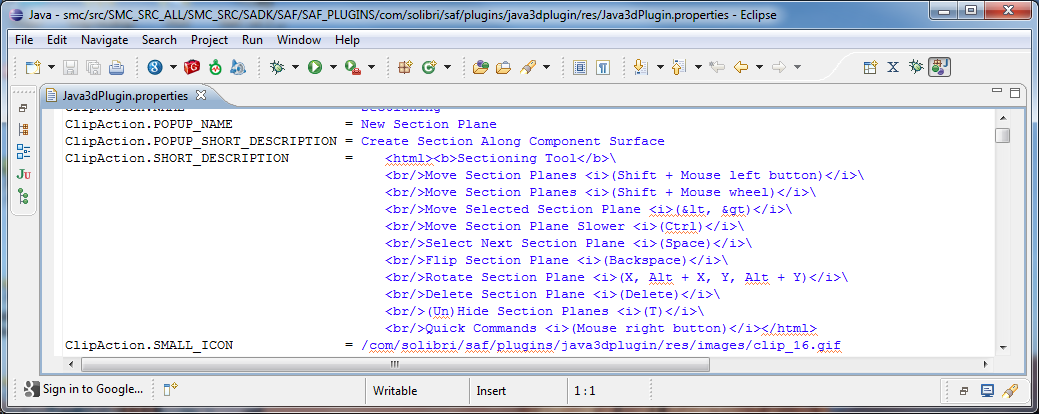 Java - smc/src/SMC_SRC_ALL/SMC_SRC/SADK/SAF/SAF_PLUGINS/com/solibri/saf/plugins/java3dplugin/res/Java3dPlugin.properties - Eclipse
File Edit Navigate Search Project Run Window Help
Java3dPlugin.properties
ClipAction.NAME = Sectioning
ClipAction.POPUP_NAME = New Section Plane
ClipAction.POPUP_SHORT_DESCRIPTION = Create Section Along Component Surface
ClipAction.SHORT_DESCRIPTION = <html><b>Sectioning Tool</b>\
<br/>Move Section Planes <i>(Shift + Mouse left button)</i>\
<br/>Move Section Planes <i>(Shift + Mouse wheel)</i>\
<br/>Move Selected Section Plane <i>(&lt, &gt)</i>\
<br/>Move Section Plane Slower <i>(Ctrl)</i>\
<br/>Select Next Section Plane <i>(Space)</i>\
<br/>Flip Section Plane <i>(Backspace)</i>\
<br/>Rotate Section Plane <i>(X, Alt + X, Y, Alt + Y)</i>\
<br/>Delete Section Plane <i>(Delete)</i>\
<br/>(Un)Hide Section Planes <i>(T)</i>\
<br/>Quick Commands <i>(Mouse right button)</i></html>
ClipAction.SMALL_ICON = /com/solibri/saf/plugins/java3dplugin/res/images/clip_16.gif
Sign in to Google... Writable Insert 1 : 1